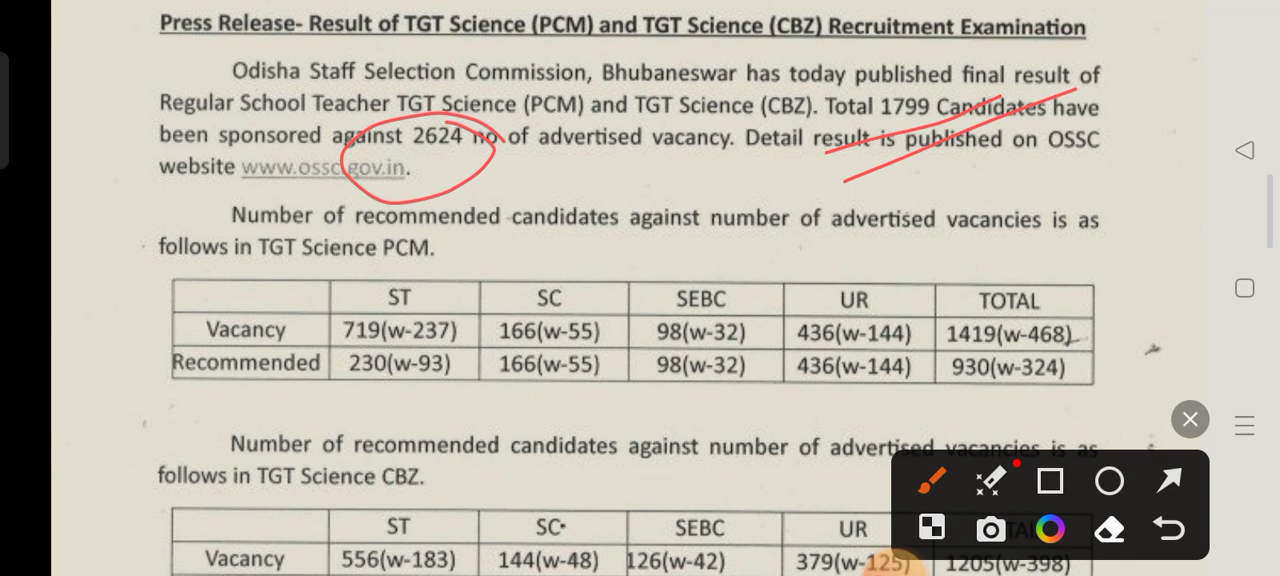 Press Release- Result of TGT Science (PCM) and TGT Science (CBZ) Recruitment Examination
Odisha Staff Selection Commission, Bhubaneswar has today published final result of
Regular School Teacher TGT Science (PCM) and TGT Science (CBZ). Total 1799 Candidates have
been sponsored against 2624 no of advertised vacancy. Detail result is published on OSSC
website www.ossc.gov.in.
Number of recommended candidates against number of advertised vacancies is as
follows in TGT Science PCM.
ST SC SEBC UR TOTAL
Vacancy 719(w-237) 166(w-55) 98(w-32) 436(w-144) 1419(w-468)
Recommended 230(w-93) 166(w-55) 98(w-32) 436(w-144) 930(w-324)
Number of recommended candidates against number of advertised vacancies is as
follows in TGT Science CBZ.
ST SC SEBC UR TOTAL
Vacancy 556(w-183) 144(w-48) 126(w-42) 379(w-125) 1205(w-398)